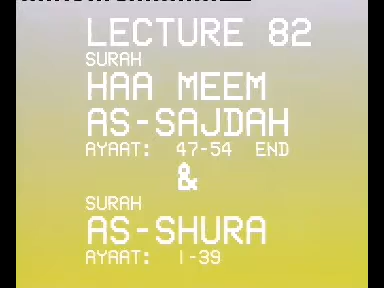 LECTURE 82
SURAH
HAA MEEM
AS-SAJDAH
AYAAT: 47-54 END
&
SURAH
AS-SHURA
AYAAT: 1-39